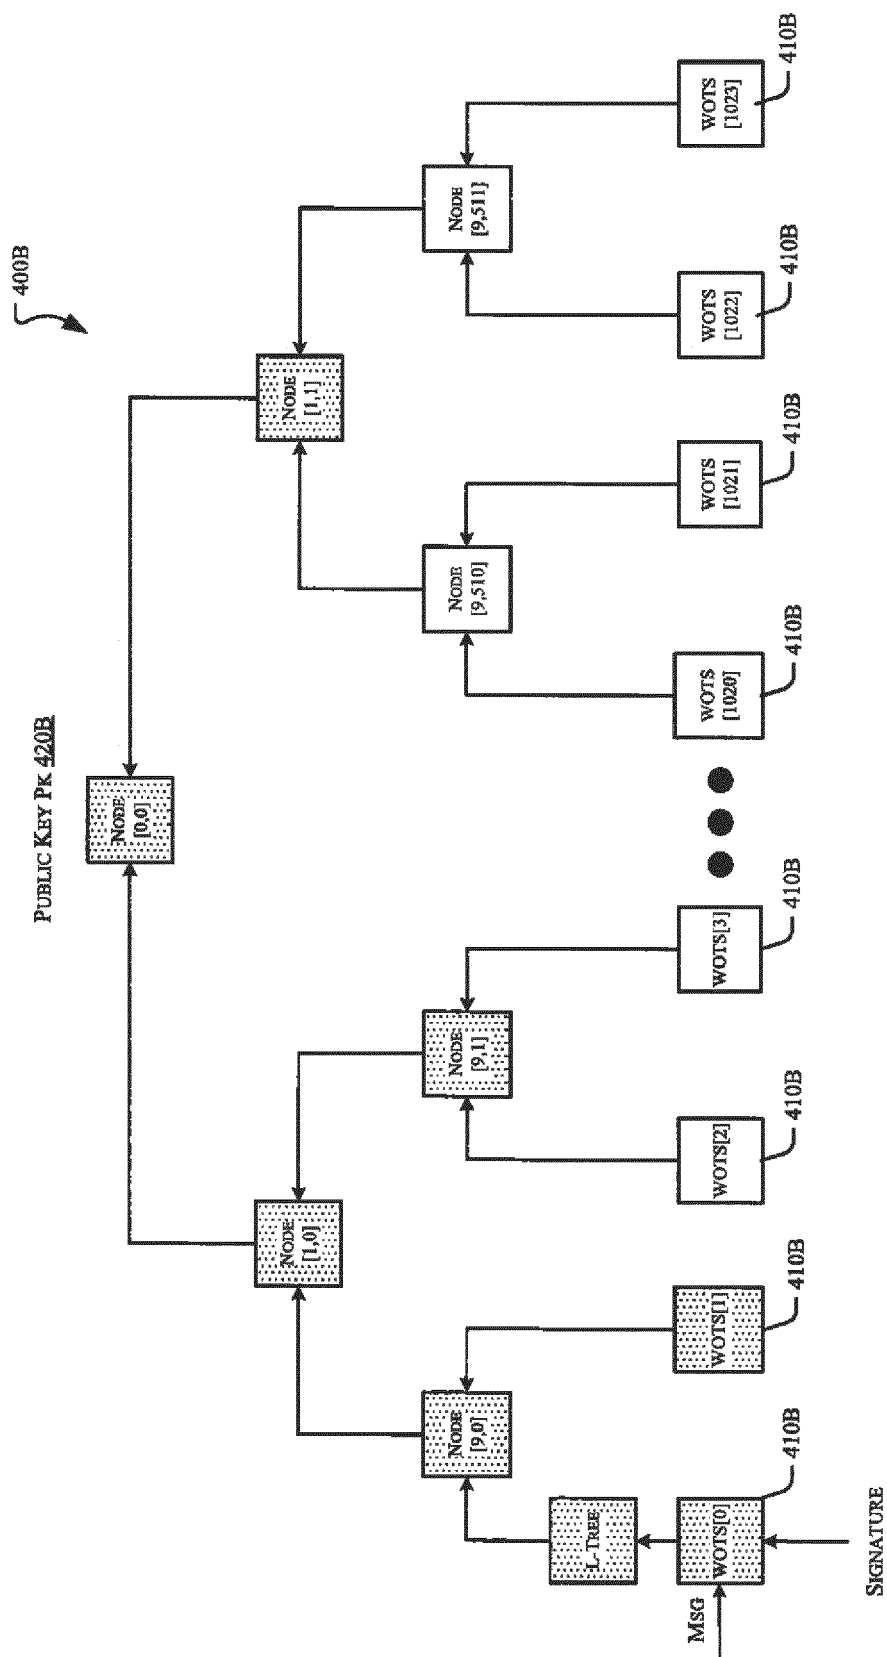 400B
PUBLIC KEY PK 420B
NODE
[0,0]
NODE
[1,0]
NODE
[1,1]
NODE
[9,0]
NODE
[9,1]
NODE
[9,510]
NODE
[9,511]
L-TREE
MSG
WOTS[0]
WOTS[1]
WOTS[2]
WOTS[3]
WOTS
[1020]
WOTS
[1021]
WOTS
[1022]
WOTS
[1023]
410B
410B
410B
410B
410B
410B
410B
410B
SIGNATURE